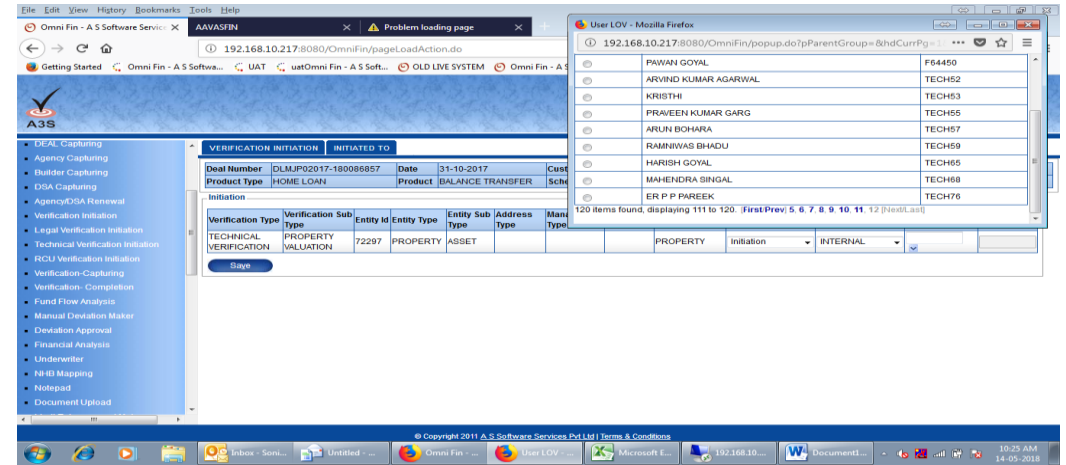 File Edit View History Bookmarks Tools Help
Omni Fin - A S Software Service
AAVASFIN
Problem loading page
192.168.10.217:8080/OmniFin/pageLoadAction.do
Getting Started Omni Fin - A S Softwa... UAT uatOmni Fin - A S Soft... OLD LIVE SYSTEM Omni Fin - A S
User LOV - Mozilla Firefox
192.168.10.217:8080/OmniFin/popup.do?pParentGroup=&hdCurrPg=1
PAWAN GOYAL F64450
ARVIND KUMAR AGARWAL TECH52
KRISTHI TECH53
PRAVEEN KUMAR GARG TECH55
ARUN BOHARA TECH57
RAMNIWAS BHADU TECH59
HARISH GOYAL TECH65
MAHENDRA SINGAL TECH68
ER P P PAREEK TECH76
120 items found, displaying 111 to 120. [First/Prev] 5, 6, 7, 8, 9, 10, 11, 12 [Next/Last]
A3S
DEAL Capturing
Agency Capturing
Builder Capturing
DSA Capturing
Agency/DSA Renewal
Verification Initiation
Legal Verification Initiation
Technical Verification Initiation
RCU Verification Initiation
Verification-Capturing
Verification- Completion
Fund Flow Analysis
Manual Deviation Maker
Deviation Approval
Financial Analysis
Underwriter
NHB Mapping
Notepad
Document Upload
VERIFICATION INITIATION INITIATED TO
Deal Number DLMJP02017-180086857 Date 31-10-2017 Cust
Product Type HOME LOAN Product BALANCE TRANSFER Sche
Initiation
Verification Type Verification Sub Type Entity Id Entity Type Entity Sub Type Address Type Mana Type
TECHNICAL VERIFICATION PROPERTY VALUATION 72297 PROPERTY ASSET PROPERTY Initiation INTERNAL
Save
© Copyright 2011 A S Software Services Pvt Ltd | Terms & Conditions
Inbox - Soni... Untitled - ... Omni Fin - ... User LOV - ... Microsoft E... 192.168.10.... Document1...
10:25 AM
14-05-2018